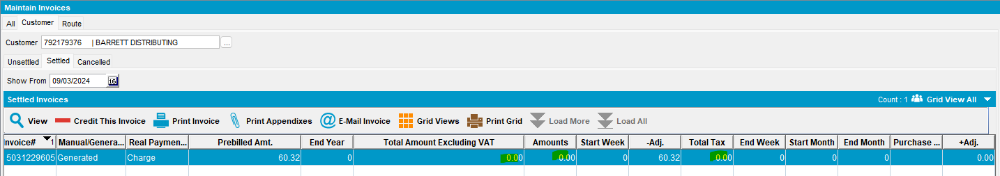 Maintain Invoices
All Customer Route
Customer 792179376 | BARRETT DISTRIBUTING ...
Unsettled Settled Cancelled
Show From 09/03/2024 16
Settled Invoices Count : 1 Grid View All
View Credit This Invoice Print Invoice Print Appendixes @ E-Mail Invoice Grid Views Print Grid Load More Load All
nvoice# 1 Manual/Genera... Real Paymen... Prebilled Amt. End Year Total Amount Excluding VAT Amounts Start Week -Adj. Total Tax End Week Start Month End Month Purchase ... +Adj.
5031229605 Generated Charge 60.32 0 0.00 0.00 0 60.32 0.00 0 0 0 0.00